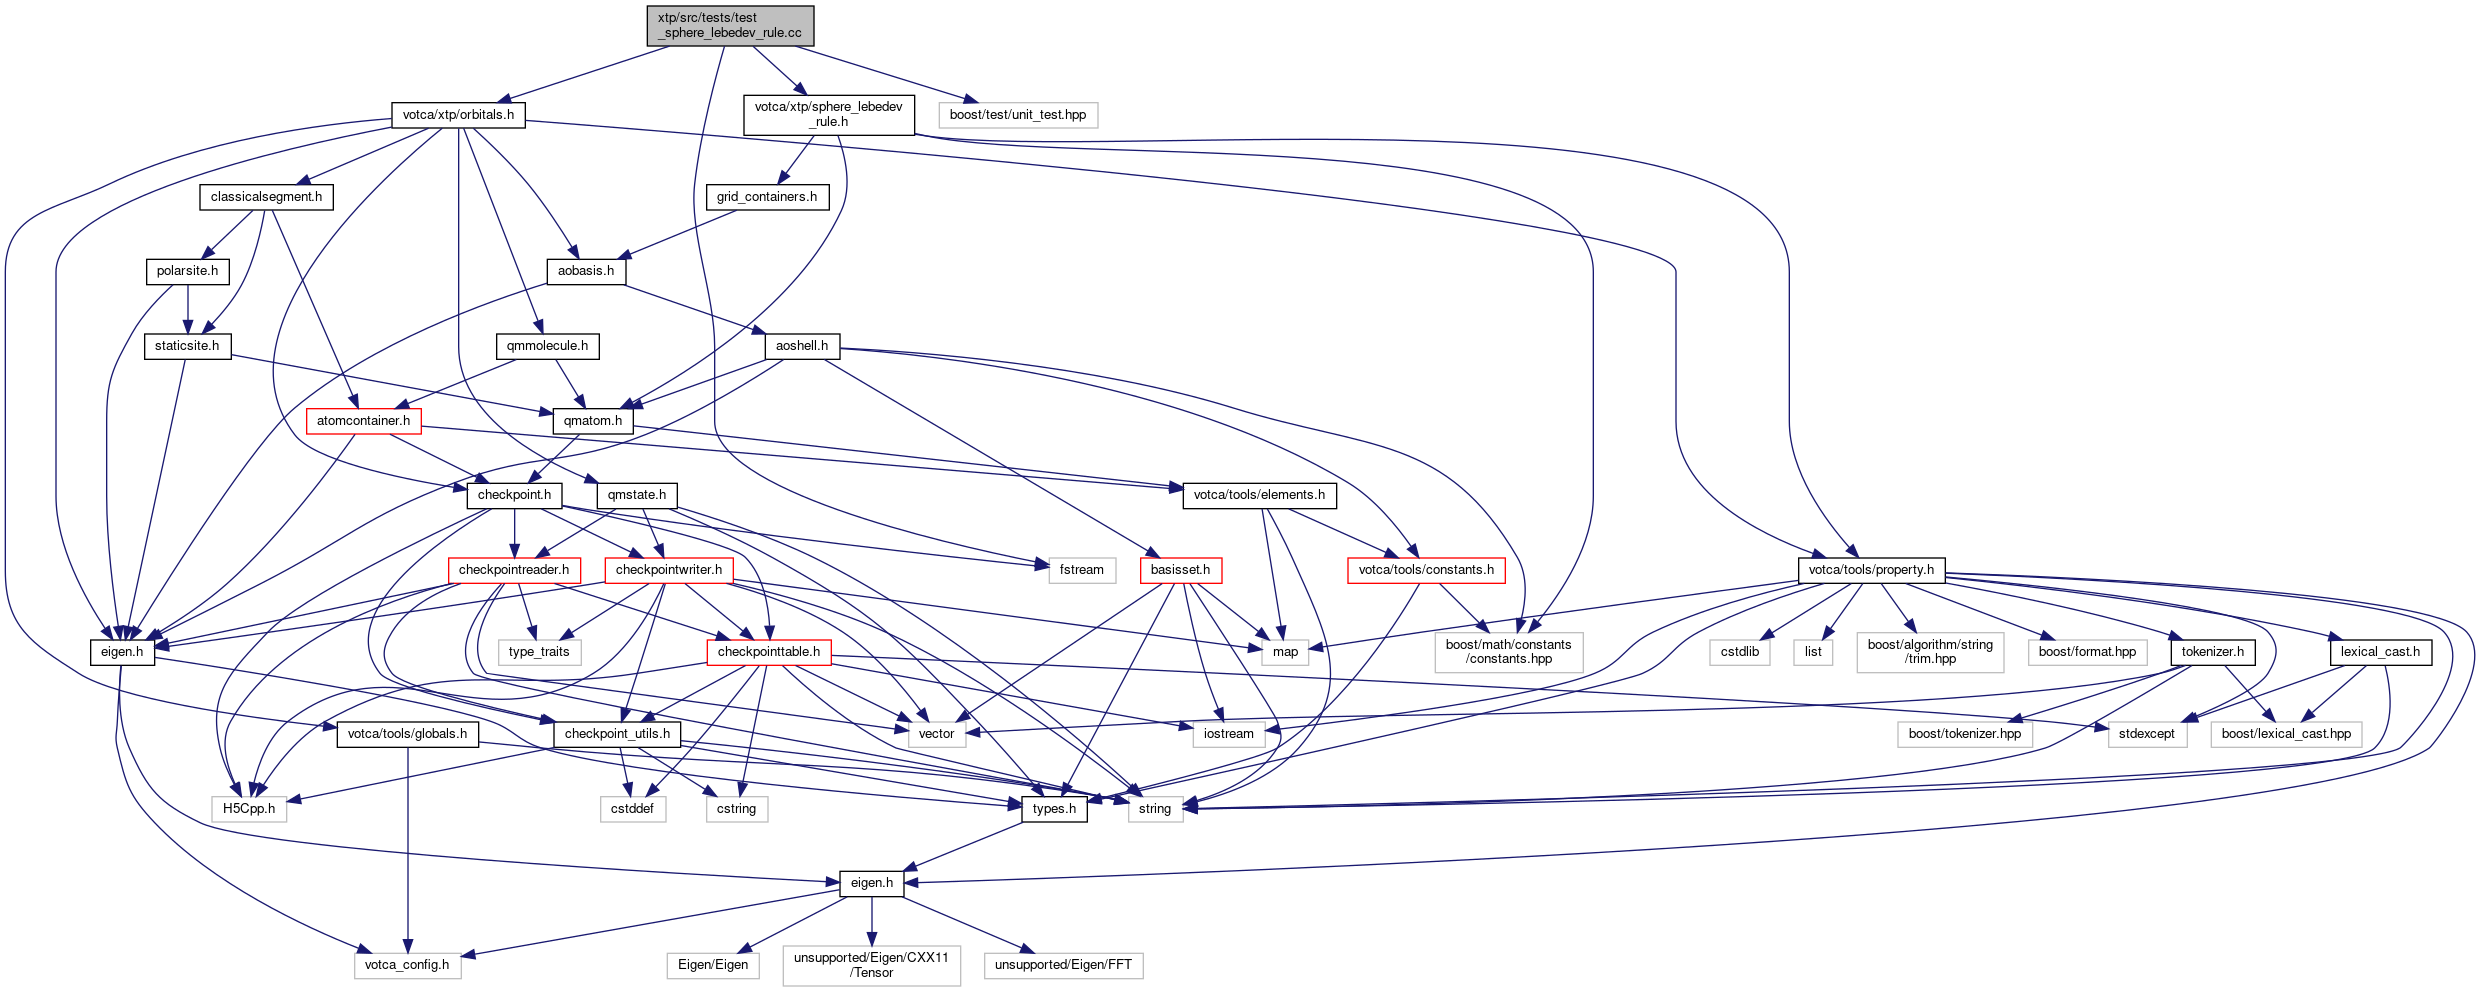 xtp/src/tests/test
_sphere_lebedev_rule.cc
votca/xtp/orbitals.h
votca/xtp/sphere_lebedev
_rule.h
boost/test/unit_test.hpp
classicalsegment.h
grid_containers.h
polarsite.h
aobasis.h
staticsite.h
qmmolecule.h
aoshell.h
atomcontainer.h
qmatom.h
checkpoint.h
qmstate.h
votca/tools/elements.h
checkpointreader.h
checkpointwriter.h
fstream
basisset.h
votca/tools/constants.h
votca/tools/property.h
eigen.h
type_traits
checkpointtable.h
map
boost/math/constants
/constants.hpp
cstdlib
list
boost/algorithm/string
/trim.hpp
boost/format.hpp
tokenizer.h
lexical_cast.h
votca/tools/globals.h
checkpoint_utils.h
vector
iostream
boost/tokenizer.hpp
stdexcept
boost/lexical_cast.hpp
H5Cpp.h
cstddef
cstring
types.h
string
eigen.h
votca_config.h
Eigen/Eigen
unsupported/Eigen/CXX11
/Tensor
unsupported/Eigen/FFT